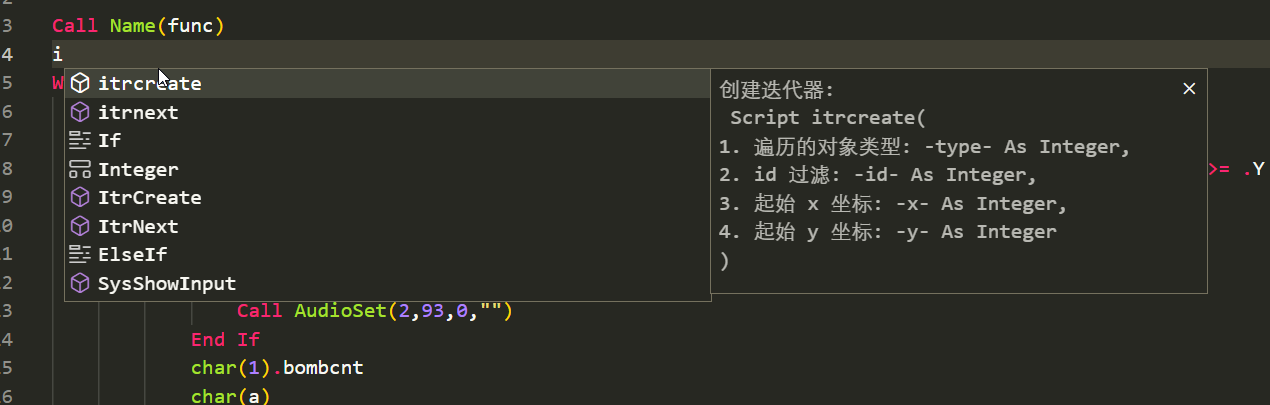 3 Call Name(func)
4 i
5 W
6
7
8 >= .Y
9
0
1
2
3 Call AudioSet(2,93,0,"")
4 End If
5 char(1).bombcnt
6 char(a)
itrcreate
itrnext
If
Integer
ItrCreate
ItrNext
ElseIf
SysShowInput
创建迭代器:
Script itrcreate(
1. 遍历的对象类型: -type- As Integer,
2. id 过滤: -id- As Integer,
3. 起始 x 坐标: -x- As Integer,
4. 起始 y 坐标: -y- As Integer
)